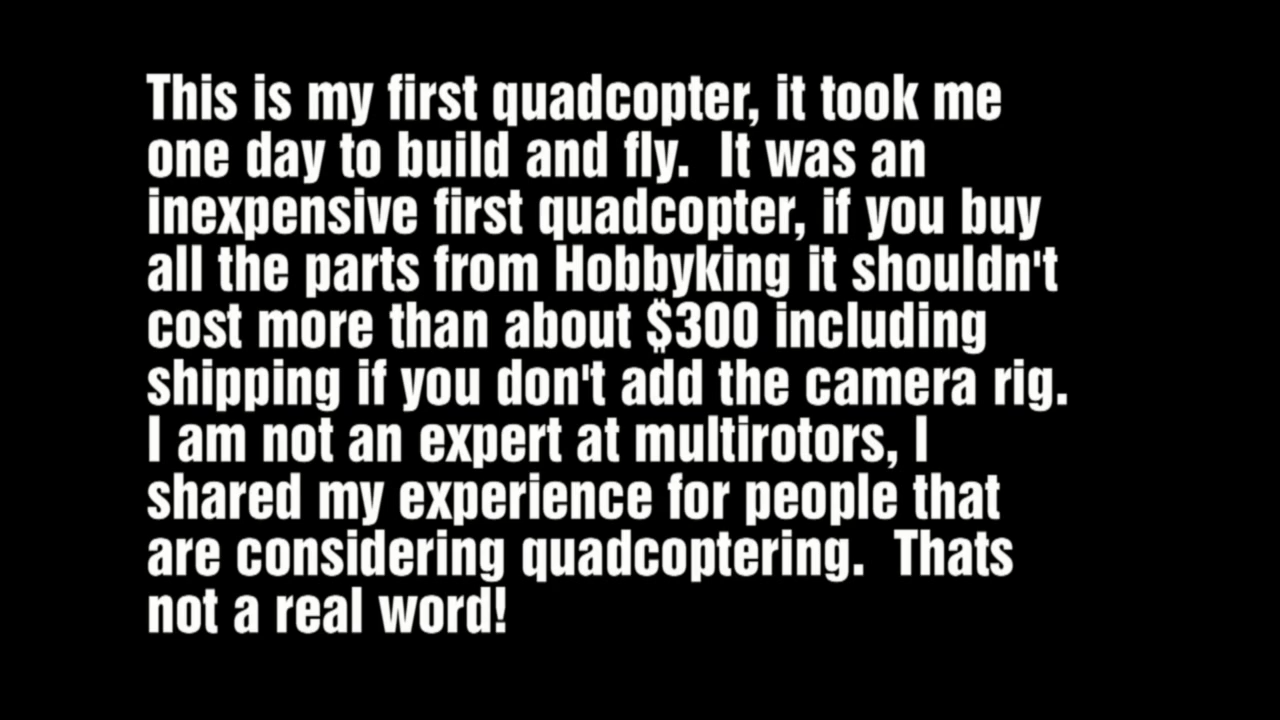 This is my first quadcopter, it took me
one day to build and fly.  It was an
inexpensive first quadcopter, if you buy
all the parts from Hobbyking it shouldn't
cost more than about $300 including
shipping if you don't add the camera rig.
I am not an expert at multirotors, I
shared my experience for people that
are considering quadcoptering.  Thats
not a real word!